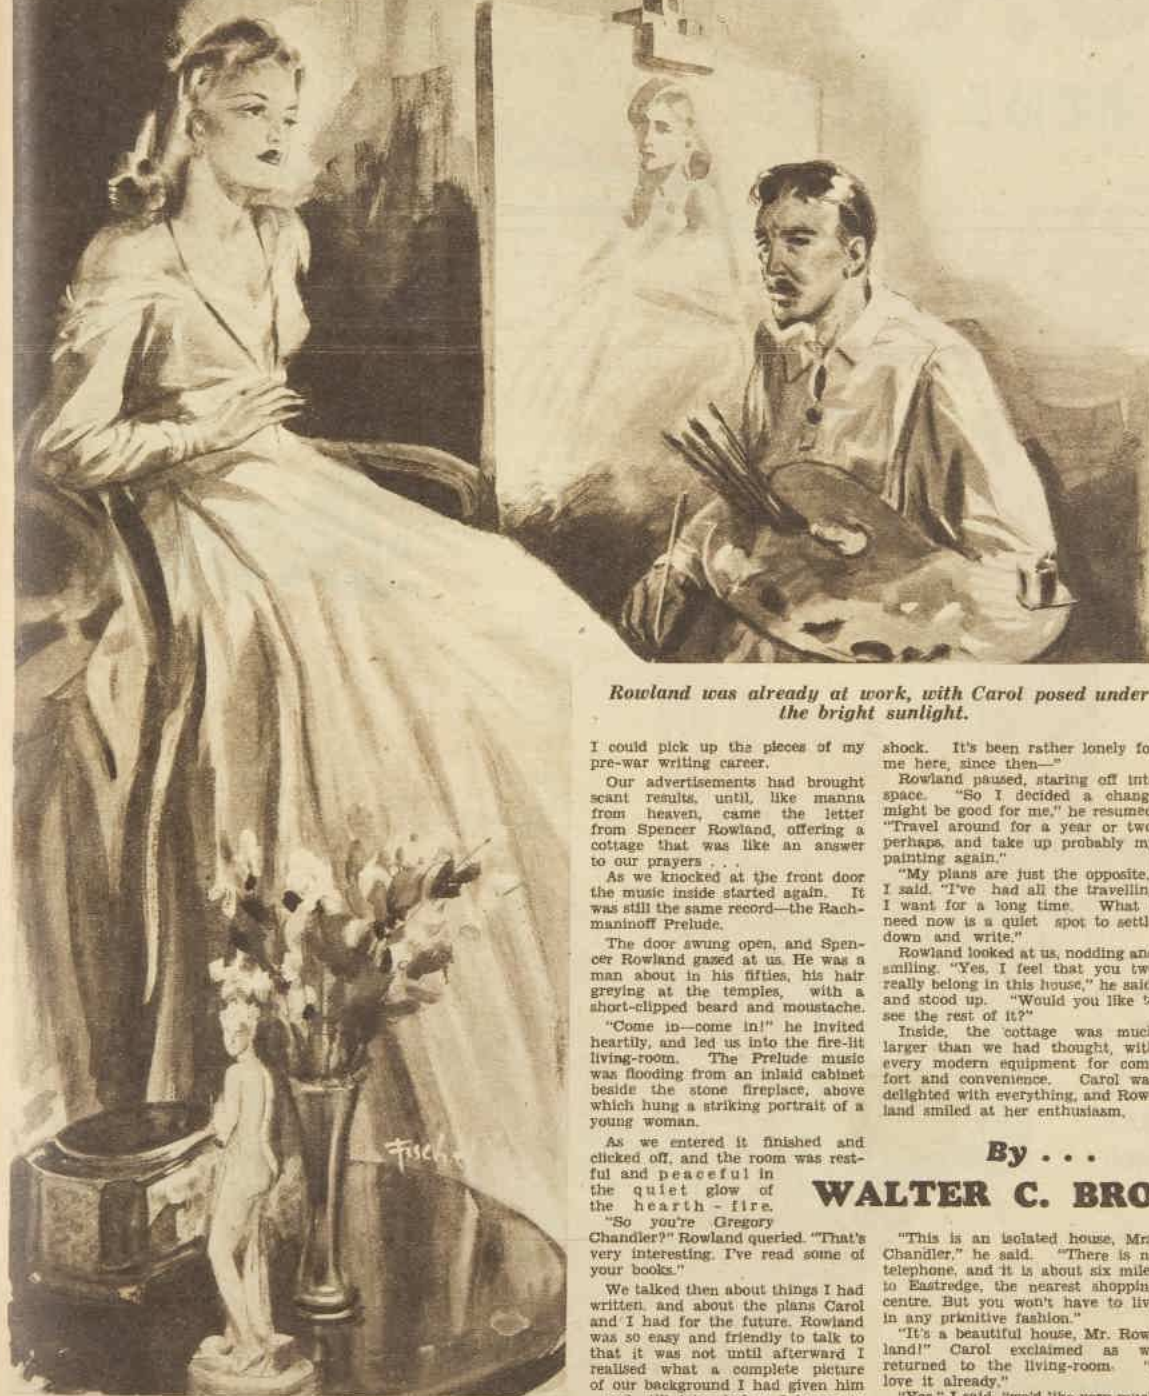 Rowland was already at work, with Carol posed under
the bright sunlight.
I could pick up the pieces of my
pre-war writing career.
Our advertisements had brought
scant results, until, like manna
from heaven, came the letter
from Spencer Rowland, offering a
cottage that was like an answer
to our prayers . . .
As we knocked at the front door
the music inside started again. It
was still the same record—the Rach-
maninoff Prelude.
The door swung open, and Spen-
cer Rowland gazed at us. He was a
man about in his fifties, his hair
greying at the temples, with a
short-clipped beard and moustache.
"Come in—come in!" he invited
heartily, and led us into the fire-lit
living-room. The Prelude music
was flooding from an inlaid cabinet
beside the stone fireplace, above
which hung a striking portrait of a
young woman.
As we entered it finished and
clicked off, and the room was rest-
ful and peaceful in
the quiet glow of
the hearth-fire.
"So you're Gregory
Chandler?" Rowland queried. "That's
very interesting. I've read some of
your books."
We talked then about things I had
written, and about the plans Carol
and I had for the future. Rowland
was so easy and friendly to talk to
that it was not until afterward I
realised what a complete picture
of our background I had given him
shock. It's been rather lonely fo
me here, since then—"
Rowland paused, staring off int
space. "So I decided a chang
might be good for me," he resumed
"Travel around for a year or two
perhaps, and take up probably m
painting again."
"My plans are just the opposite,
I said. "I've had all the travellin
I want for a long time. What
need now is a quiet spot to settl
down and write."
Rowland looked at us, nodding an
smiling. "Yes, I feel that you tw
really belong in this house," he said
and stood up. "Would you like t
see the rest of it?"
Inside, the cottage was muc
larger than we had thought, wit
every modern equipment for com
fort and convenience. Carol wa
delighted with everything, and Row
land smiled at her enthusiasm.
By . . .
WALTER C. BRO
"This is an isolated house, Mr
Chandler," he said. "There is n
telephone, and it is about six mile
to Eastredge, the nearest shoppin
centre. But you won't have to liv
in any primitive fashion."
"It's a beautiful house, Mr. Row
land!" Carol exclaimed as w
returned to the living-room. "
love it already."
Fisch